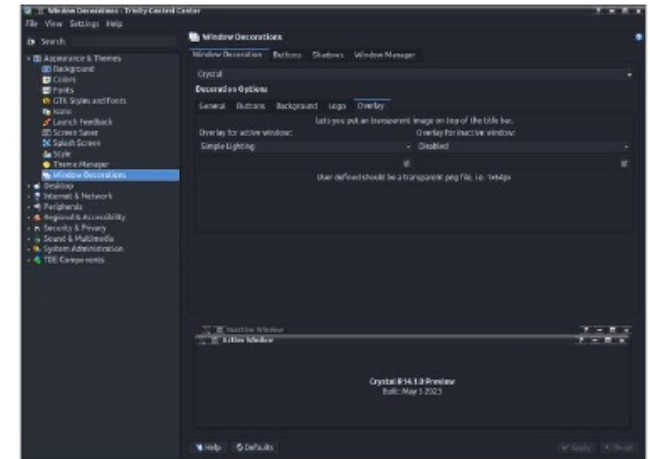 Window Decorations - Trinity Control Center
File View Settings Help
Search
Window Decorations
Window Decoration Buttons Shadows Window Manager
Appearance & Themes
Background
Colors
Fonts
GTK Styles and Fonts
Icons
Launch Feedback
Screen Saver
Splash Screen
Style
Theme Manager
Window Decorations
Desktop
Internet & Network
Peripherals
Regional & Accessibility
Security & Privacy
Sound & Multimedia
System Administration
TDE Components
Crystal
Decoration Options
General Buttons Background Logo Overlay
Lets you put an transparent image on top of the title bar.
Overlay for active window: Overlay for inactive window:
Simple Lighting Disabled
User defined should be a transparent png file, i.e. 1x64px
Inactive Window
Active Window
Crystal R14.1.0 Preview
Built: May 3 2023
Help Defaults Apply Reset